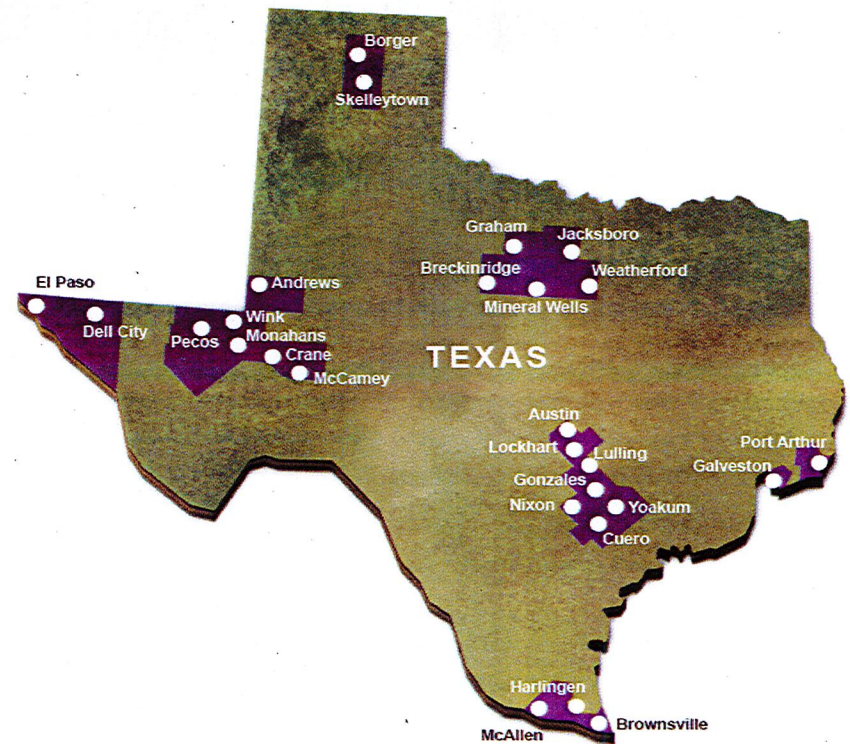 Borger
Skelleytown
Graham
Jacksboro
Breckinridge
Weatherford
Mineral Wells
El Paso
Andrews
Dell City
Wink
Pecos
Monahans
Crane
McCamey
TEXAS
Austin
Lockhart
Lulling
Port Arthur
Galveston
Gonzales
Nixon
Yoakum
Cuero
Harlingen
McAllen
Brownsville